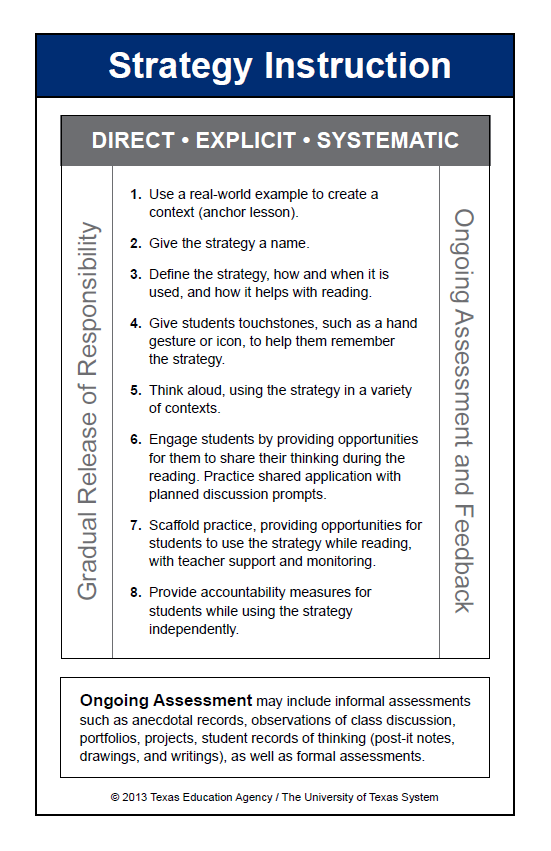 Strategy Instruction
DIRECT • EXPLICIT • SYSTEMATIC
Gradual Release of Responsibility
1. Use a real-world example to create a
context (anchor lesson).
2. Give the strategy a name.
3. Define the strategy, how and when it is
used, and how it helps with reading.
4. Give students touchstones, such as a hand
gesture or icon, to help them remember
the strategy.
5. Think aloud, using the strategy in a variety
of contexts.
6. Engage students by providing opportunities
for them to share their thinking during the
reading. Practice shared application with
planned discussion prompts.
7. Scaffold practice, providing opportunities for
students to use the strategy while reading,
with teacher support and monitoring.
8. Provide accountability measures for
students while using the strategy
independently.
Ongoing Assessment and Feedback
Ongoing Assessment may include informal assessments
such as anecdotal records, observations of class discussion,
portfolios, projects, student records of thinking (post-it notes,
drawings, and writings), as well as formal assessments.
© 2013 Texas Education Agency / The University of Texas System